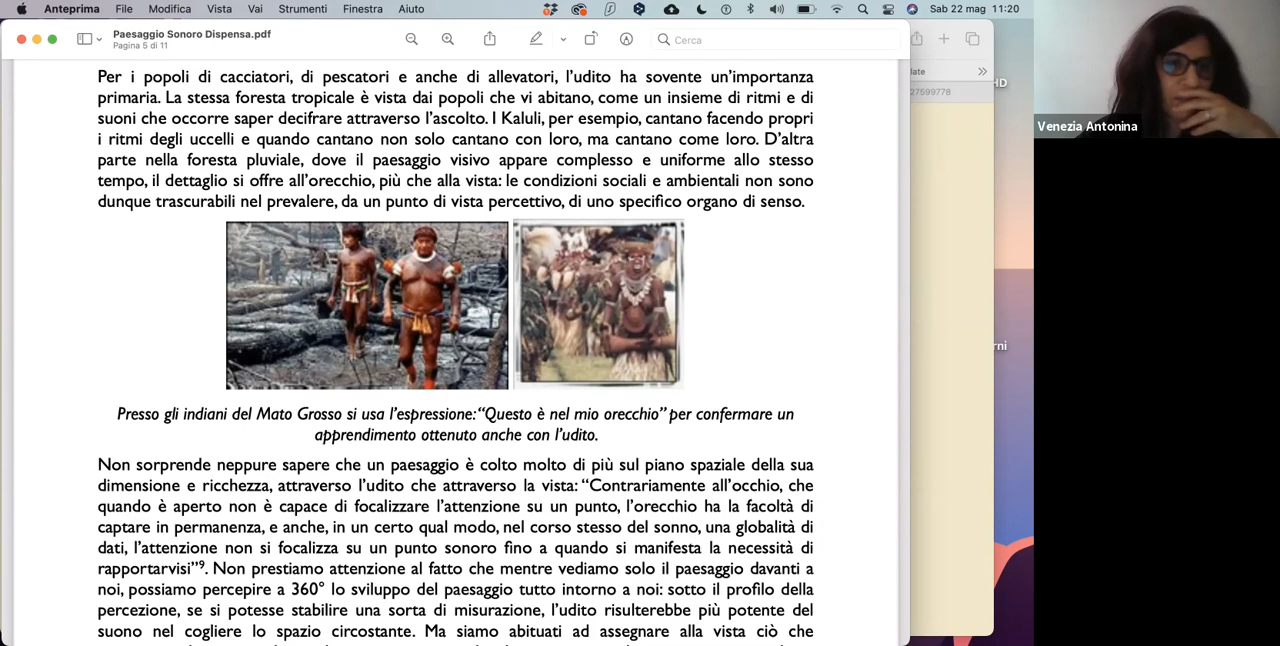 Anteprima File Modifica Vista Vai Strumenti Finestra Aiuto Sab 22 mag 11:20
Paesaggio Sonoro Dispensa.pdf
Pagina 5 di 11
Cerca
late
27599778
HD
rni
Venezia Antonina
Per i popoli di cacciatori, di pescatori e anche di allevatori, l'udito ha sovente un'importanza
primaria. La stessa foresta tropicale è vista dai popoli che vi abitano, come un insieme di ritmi e di
suoni che occorre saper decifrare attraverso l'ascolto. I Kaluli, per esempio, cantano facendo propri
i ritmi degli uccelli e quando cantano non solo cantano con loro, ma cantano come loro. D'altra
parte nella foresta pluviale, dove il paesaggio visivo appare complesso e uniforme allo stesso
tempo, il dettaglio si offre all'orecchio, più che alla vista: le condizioni sociali e ambientali non sono
dunque trascurabili nel prevalere, da un punto di vista percettivo, di uno specifico organo di senso.
Presso gli indiani del Mato Grosso si usa l'espressione: “Questo è nel mio orecchio” per confermare un
apprendimento ottenuto anche con l'udito.
Non sorprende neppure sapere che un paesaggio è colto molto di più sul piano spaziale della sua
dimensione e ricchezza, attraverso l'udito che attraverso la vista: “Contrariamente all'occhio, che
quando è aperto non è capace di focalizzare l'attenzione su un punto, l'orecchio ha la facoltà di
captare in permanenza, e anche, in un certo qual modo, nel corso stesso del sonno, una globalità di
dati, l'attenzione non si focalizza su un punto sonoro fino a quando si manifesta la necessità di
rapportarvisi”⁹. Non prestiamo attenzione al fatto che mentre vediamo solo il paesaggio davanti a
noi, possiamo percepire a 360° lo sviluppo del paesaggio tutto intorno a noi: sotto il profilo della
percezione, se si potesse stabilire una sorta di misurazione, l'udito risulterebbe più potente del
suono nel cogliere lo spazio circostante. Ma siamo abituati ad assegnare alla vista ciò che